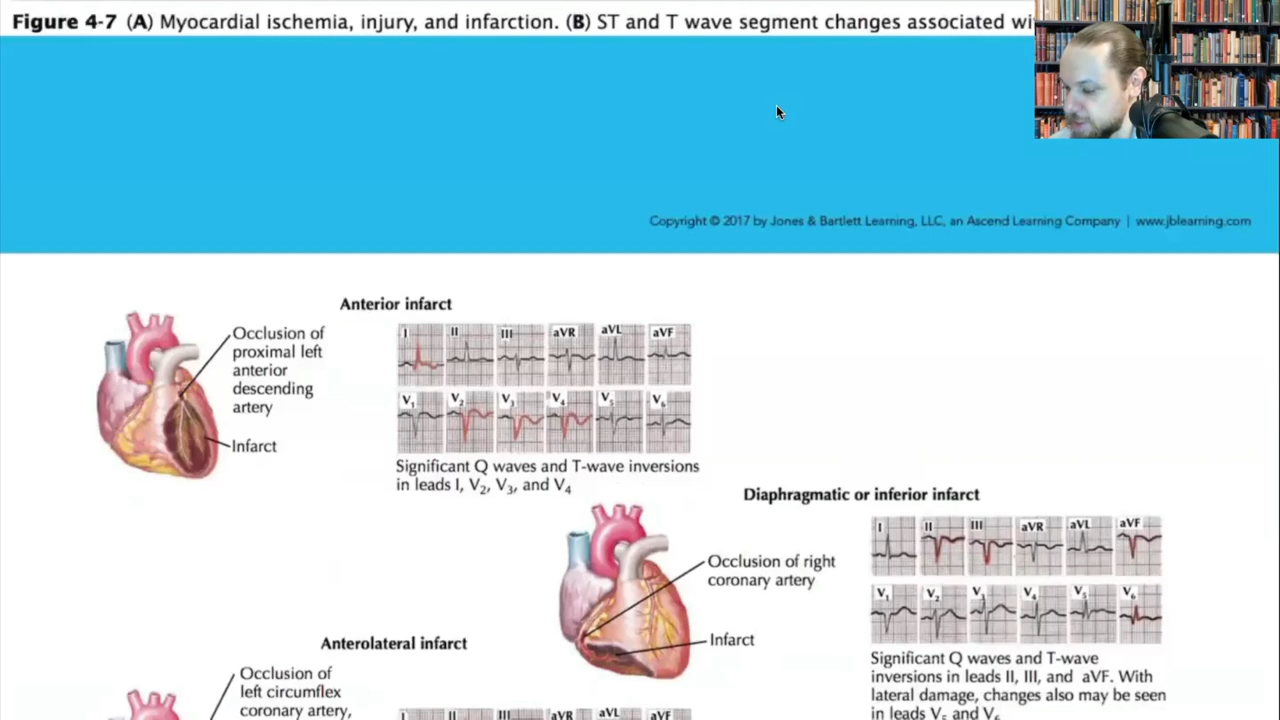 Figure 4-7 (A) Myocardial ischemia, injury, and infarction. (B) ST and T wave segment changes associated
Copyright © 2017 by Jones & Bartlett Learning, LLC, an Ascend Learning Company | www.jblearning.com
Anterior infarct
Occlusion of
proximal left
anterior
descending
artery
Infarct
I II III aVR aVL aVF
V1 V2 V3 V4 V5 V6
Significant Q waves and T-wave inversions
in leads I, V2, V3, and V4
Diaphragmatic or inferior infarct
Occlusion of right
coronary artery
Infarct
I II III aVR aVL aVF
V1 V2 V3 V4 V5 V6
Significant Q waves and T-wave
inversions in leads II, III, and aVF. With
lateral damage, changes also may be seen
in leads V5 and V6
Anterolateral infarct
Occlusion of
left circumflex
coronary artery,
I II III aVR aVL aVF